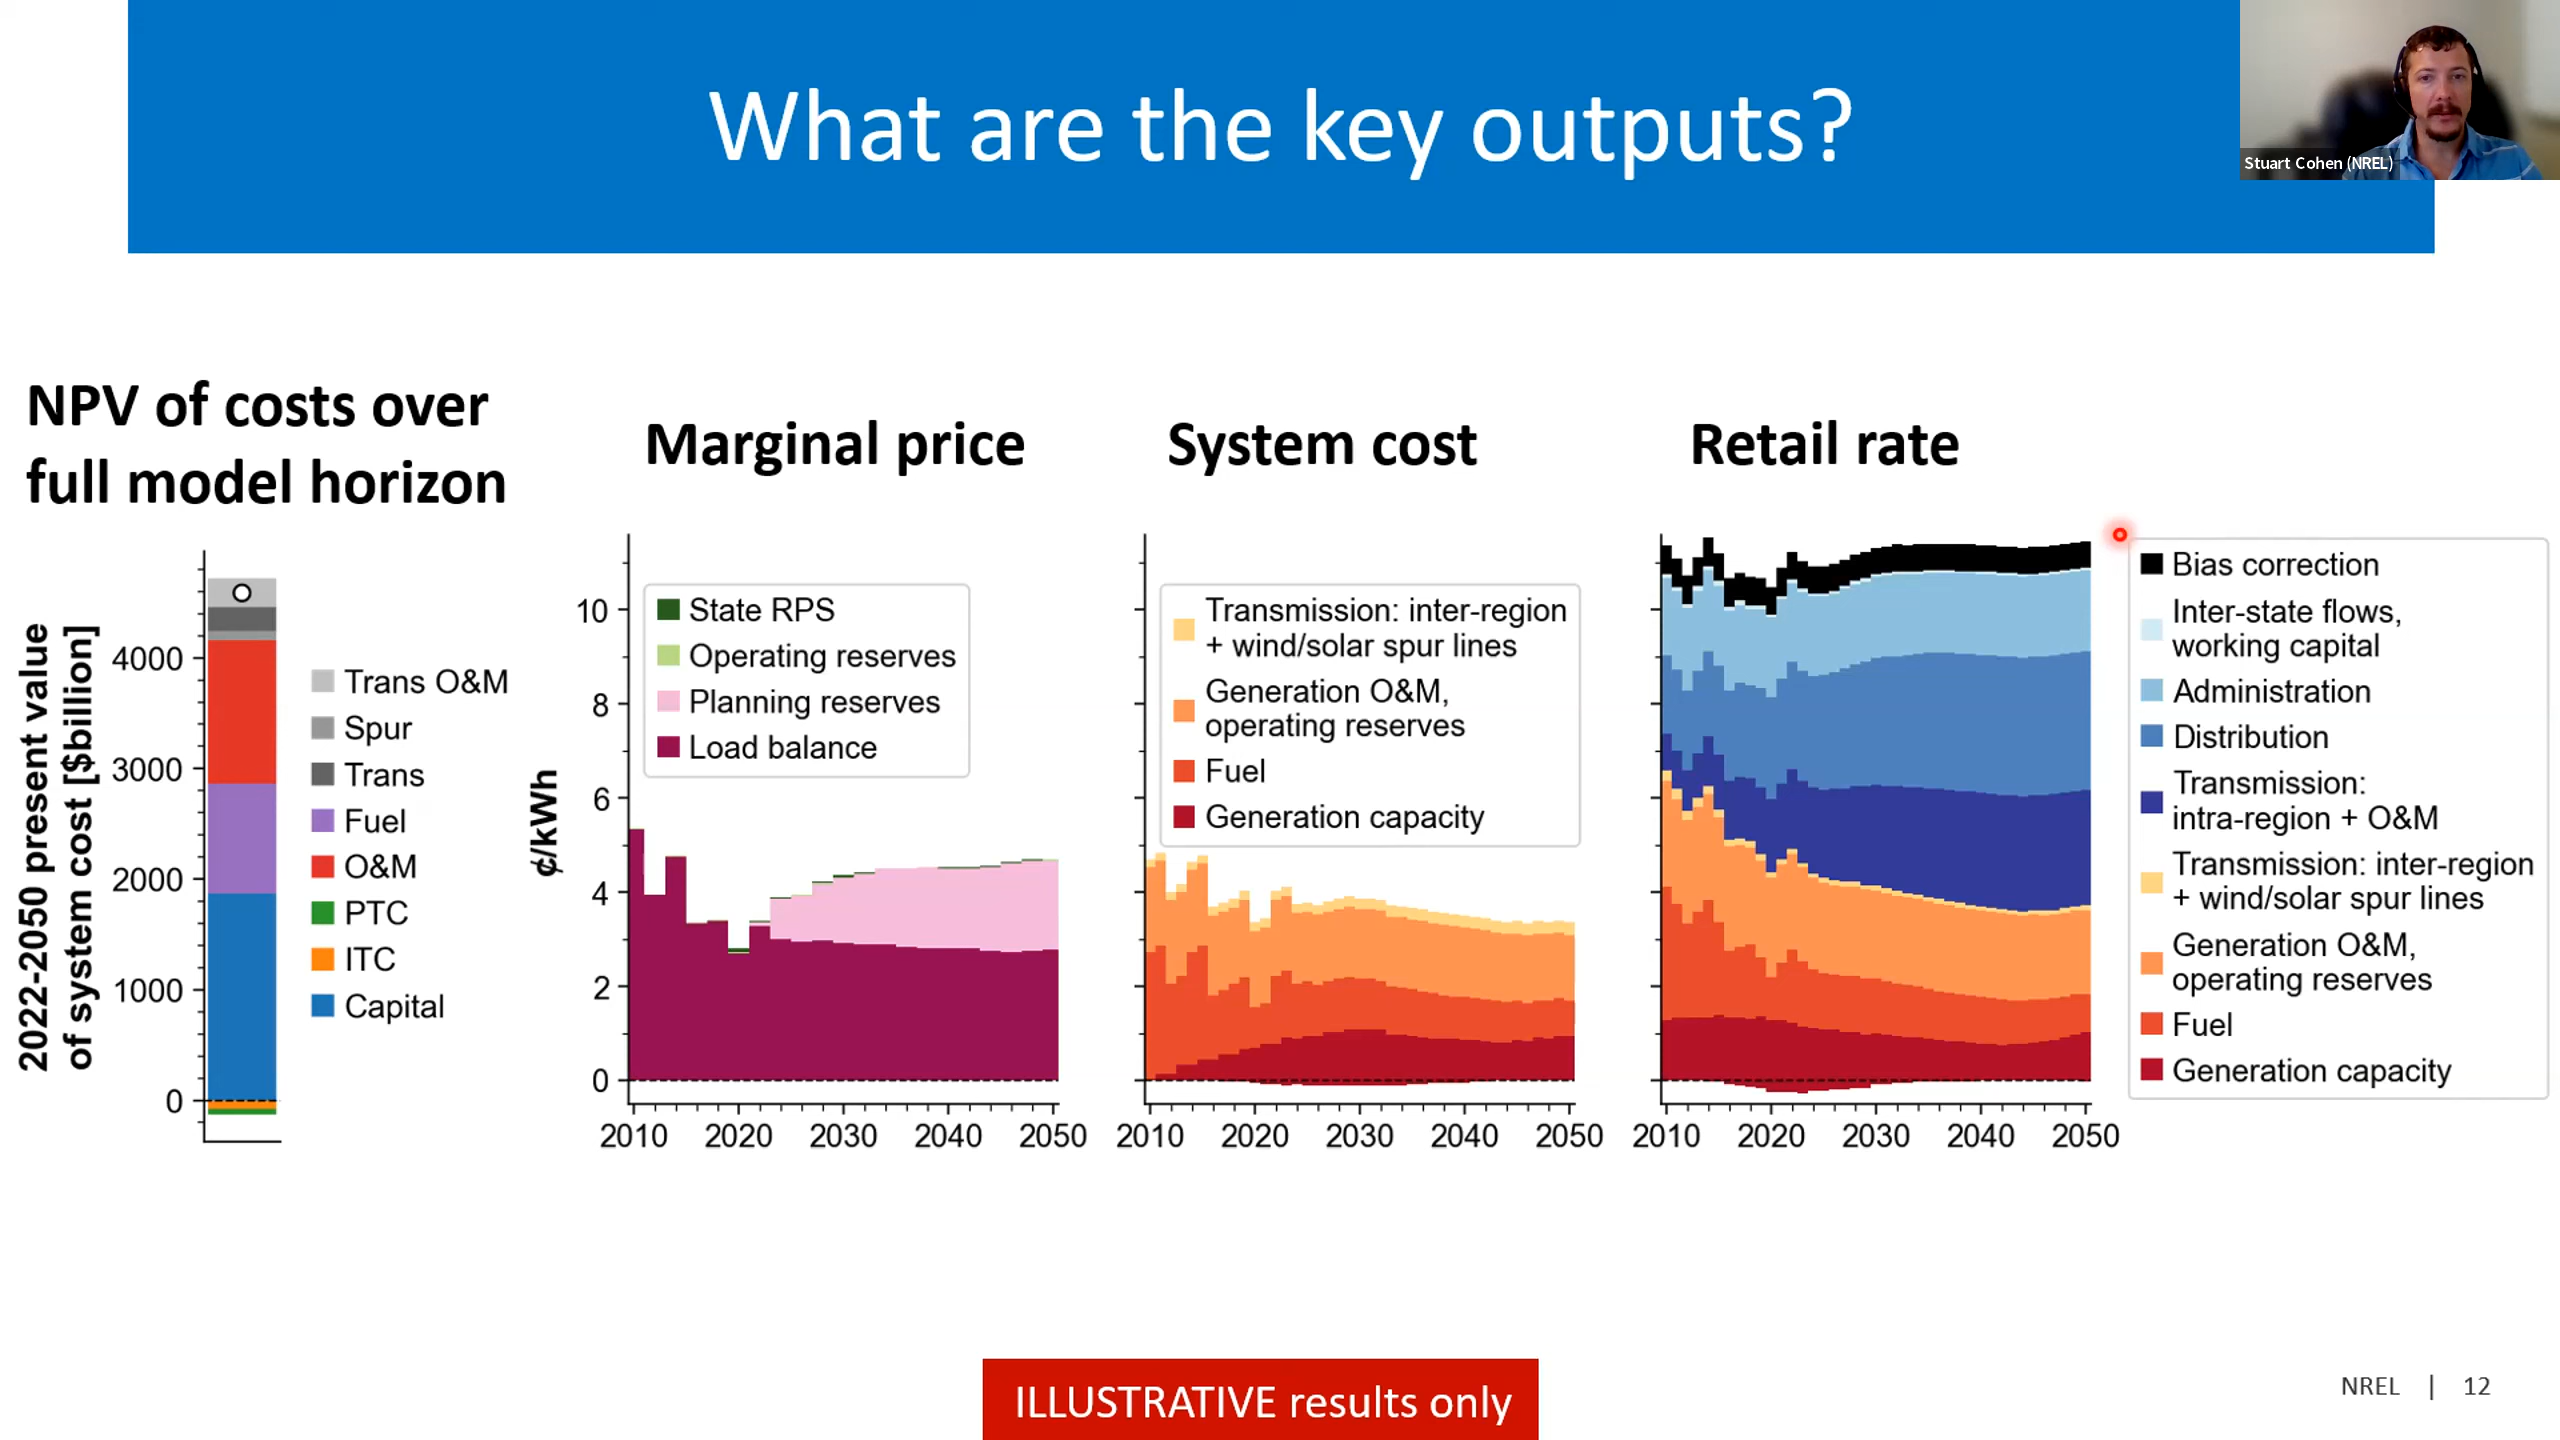 What are the key outputs?
Stuart Cohen (NREL)
NPV of costs over
full model horizon
2022-2050 present value
of system cost [$billion]
4000
3000
2000
1000
0
Trans O&M
Spur
Trans
Fuel
O&M
PTC
ITC
Capital
Marginal price
¢/kWh
10
8
6
4
2
0
State RPS
Operating reserves
Planning reserves
Load balance
2010 2020 2030 2040 2050
System cost
Transmission: inter-region
+ wind/solar spur lines
Generation O&M,
operating reserves
Fuel
Generation capacity
2010 2020 2030 2040 2050
Retail rate
2010 2020 2030 2040 2050
Bias correction
Inter-state flows,
working capital
Administration
Distribution
Transmission:
intra-region + O&M
Transmission: inter-region
+ wind/solar spur lines
Generation O&M,
operating reserves
Fuel
Generation capacity
ILLUSTRATIVE results only
NREL | 12